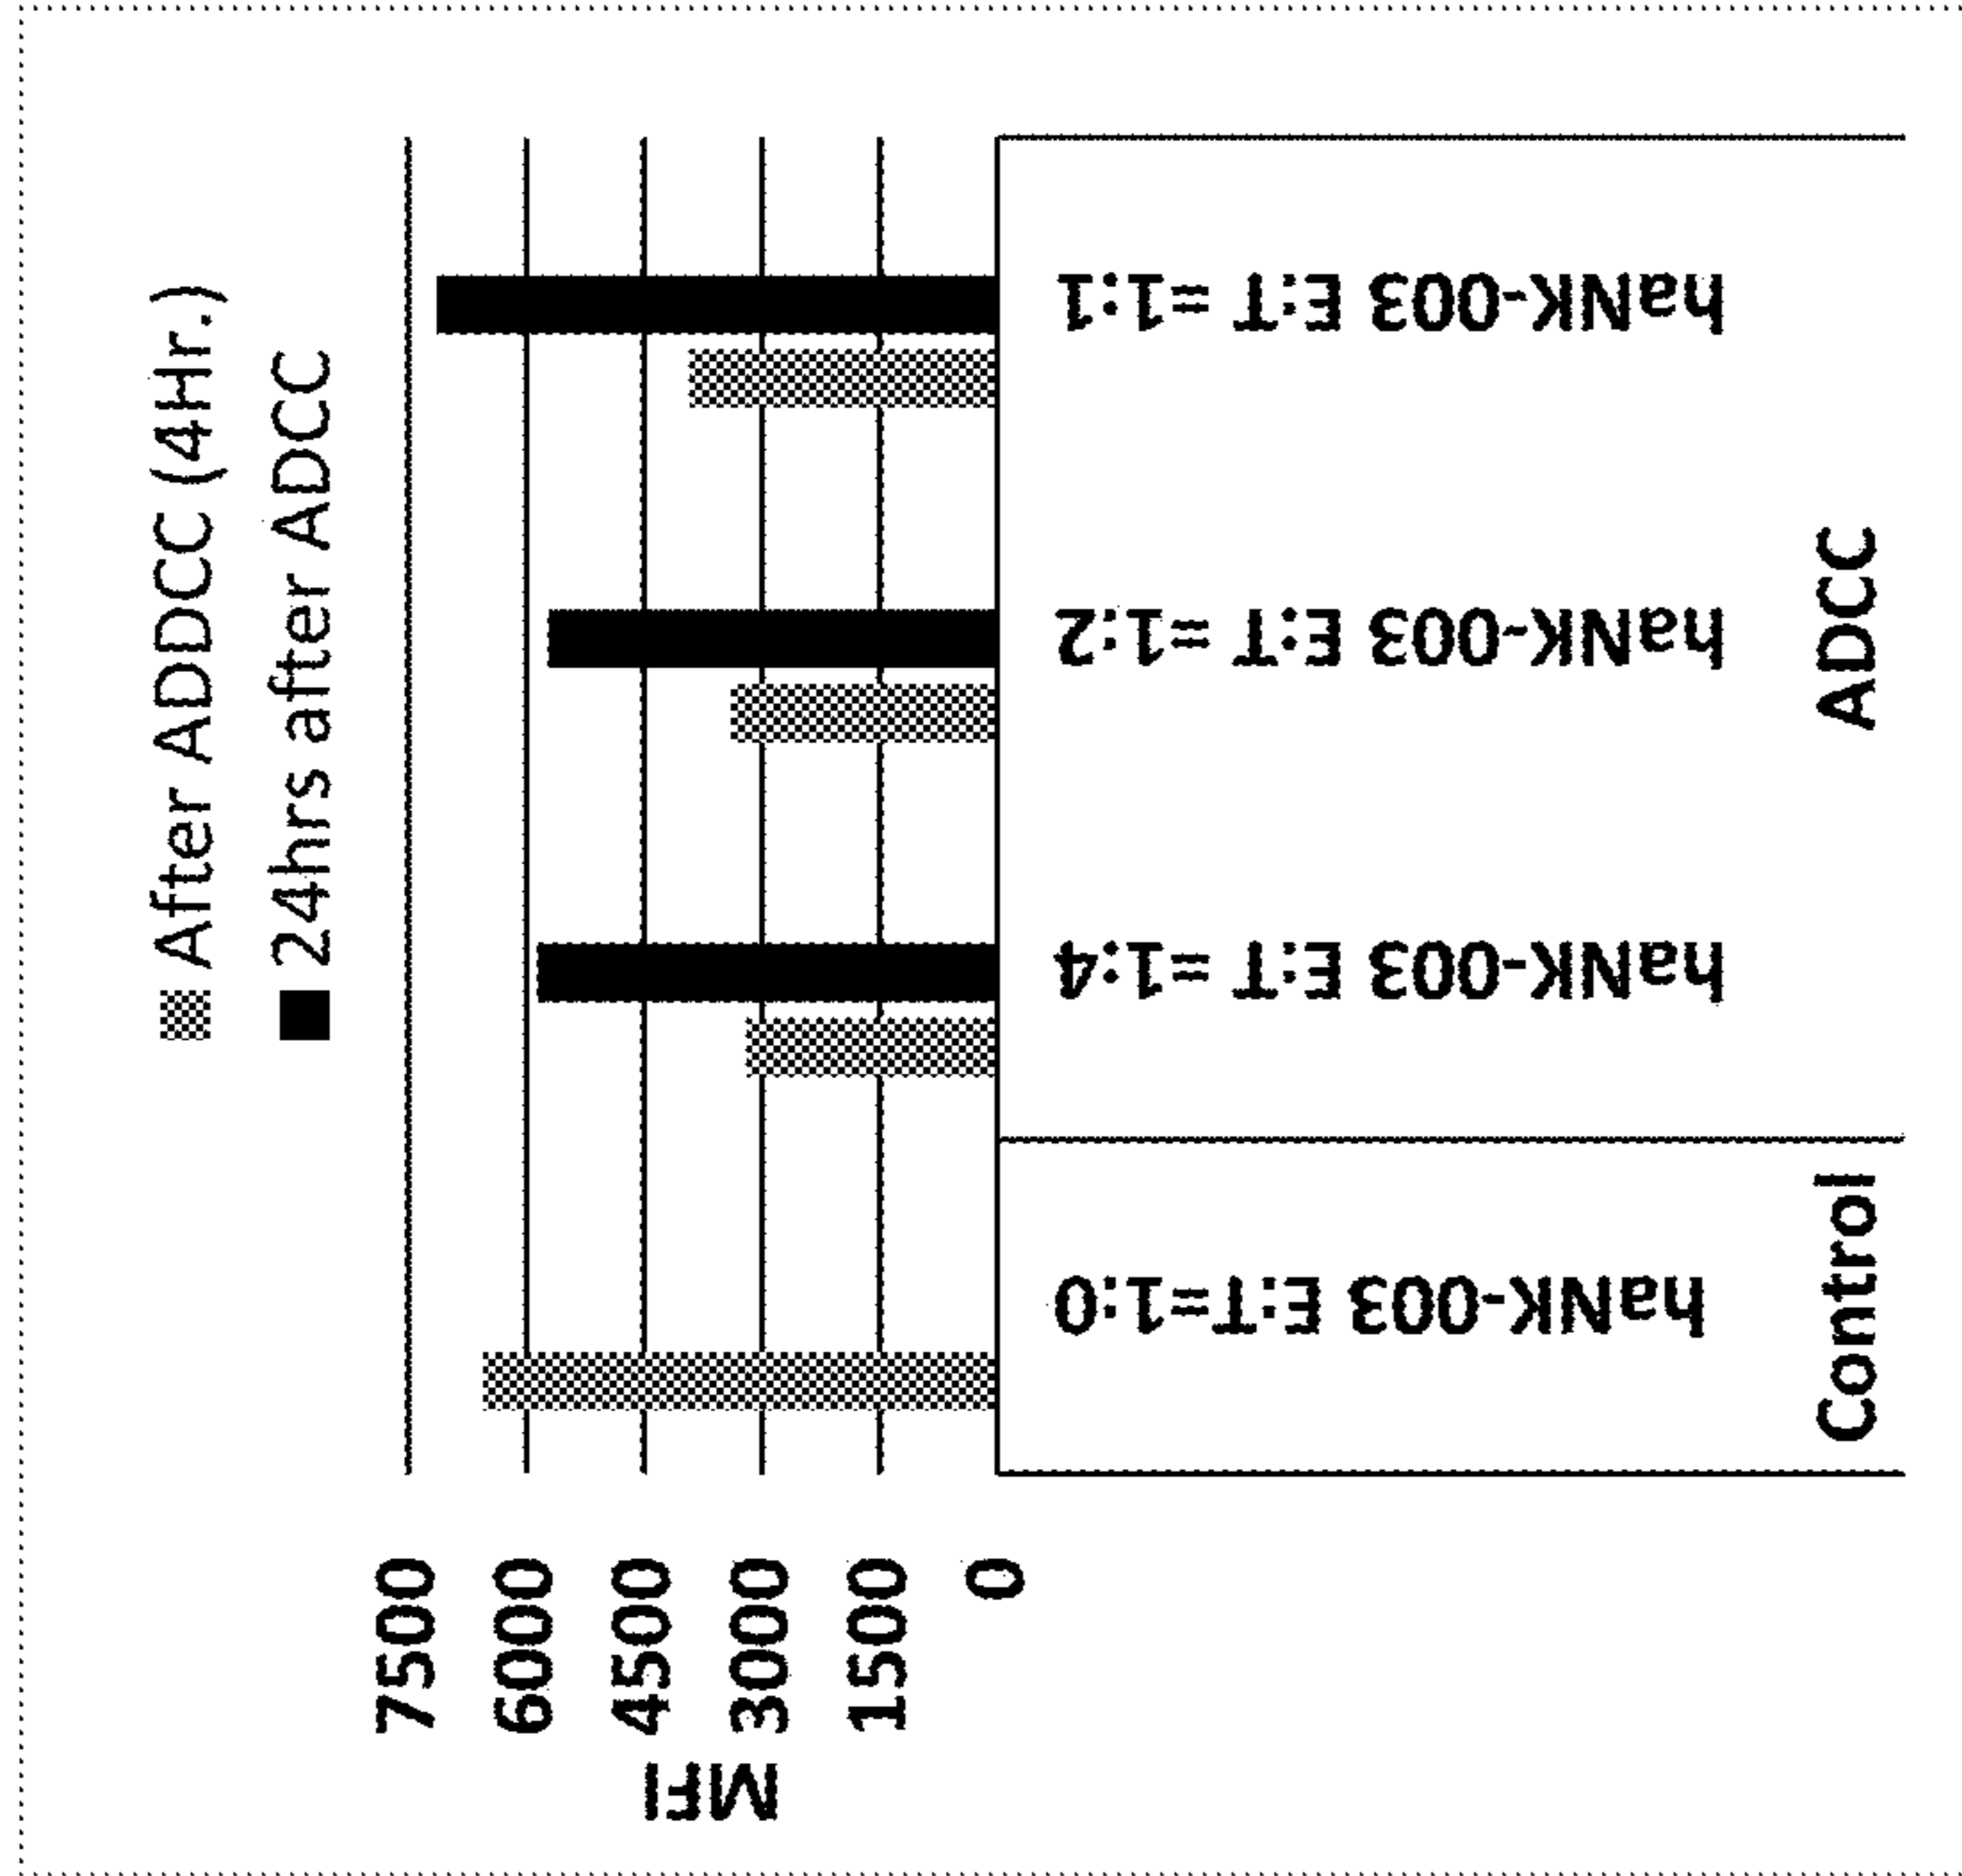 After ADCC (4Hr.)
24hrs after ADCC
7500
6000
4500
3000
1500
0
MFI
haNK-003 E:T=1:0
haNK-003 E:T =1:4
haNK-003 E:T =1:2
haNK-003 E:T =1:1
Control
ADCC